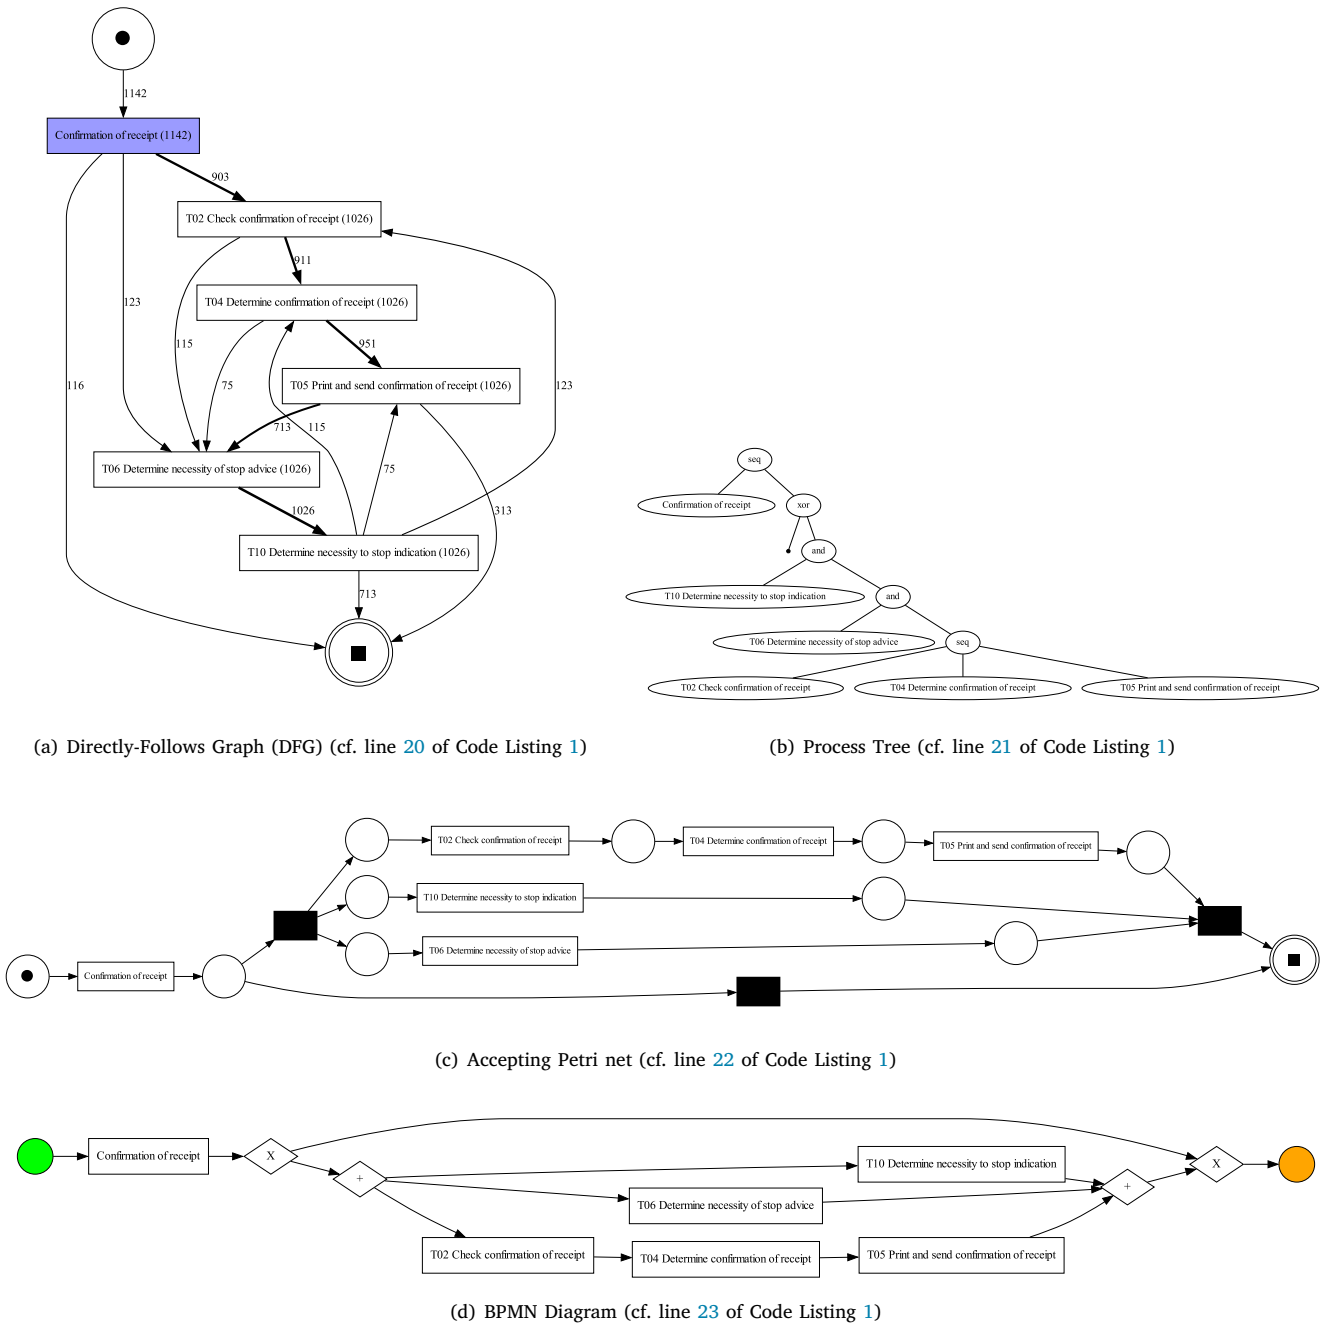 1142
Confirmation of receipt (1142)
903
T02 Check confirmation of receipt (1026)
911
T04 Determine confirmation of receipt (1026)
123
115
951
116
75
T05 Print and send confirmation of receipt (1026)
123
713
115
T06 Determine necessity of stop advice (1026)
75
1026
313
T10 Determine necessity to stop indication (1026)
713
(a) Directly-Follows Graph (DFG) (cf. line 20 of Code Listing 1)
seq
Confirmation of receipt
xor
and
T10 Determine necessity to stop indication
and
T06 Determine necessity of stop advice
seq
T02 Check confirmation of receipt
T04 Determine confirmation of receipt
T05 Print and send confirmation of receipt
(b) Process Tree (cf. line 21 of Code Listing 1)
T02 Check confirmation of receipt
T04 Determine confirmation of receipt
T05 Print and send confirmation of receipt
T10 Determine necessity to stop indication
T06 Determine necessity of stop advice
Confirmation of receipt
(c) Accepting Petri net (cf. line 22 of Code Listing 1)
Confirmation of receipt
X
+
T10 Determine necessity to stop indication
T06 Determine necessity of stop advice
+
X
T02 Check confirmation of receipt
T04 Determine confirmation of receipt
T05 Print and send confirmation of receipt
(d) BPMN Diagram (cf. line 23 of Code Listing 1)